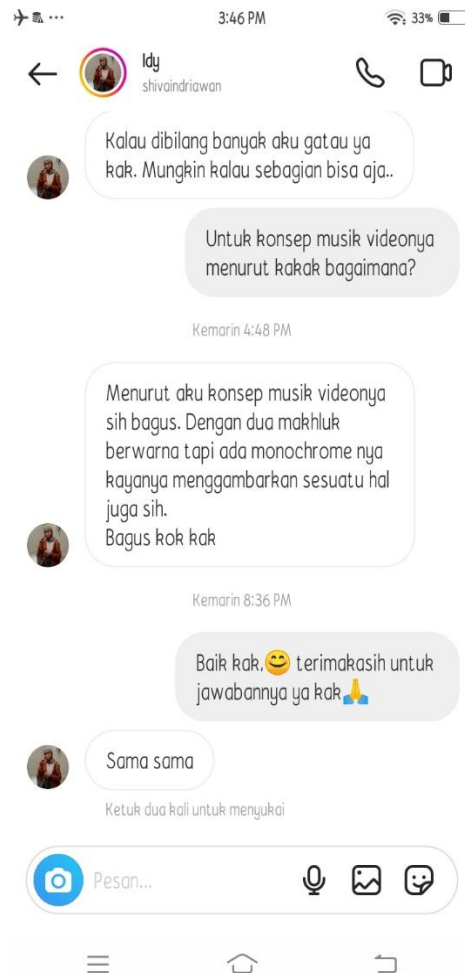 3:46 PM
33%
Idy
shivaindriawan
Kalau dibilang banyak aku gatau ya
kak. Mungkin kalau sebagian bisa aja..
Untuk konsep musik videonya
menurut kakak bagaimana?
Kemarin 4:48 PM
Menurut aku konsep musik videonya
sih bagus. Dengan dua makhluk
berwarna tapi ada monochrome nya
kayanya menggambarkan sesuatu hal
juga sih.
Bagus kok kak
Kemarin 8:36 PM
Baik kak.😊 terimakasih untuk
jawabannya ya kak🙏
Sama sama
Ketuk dua kali untuk menyukai
Pesan...